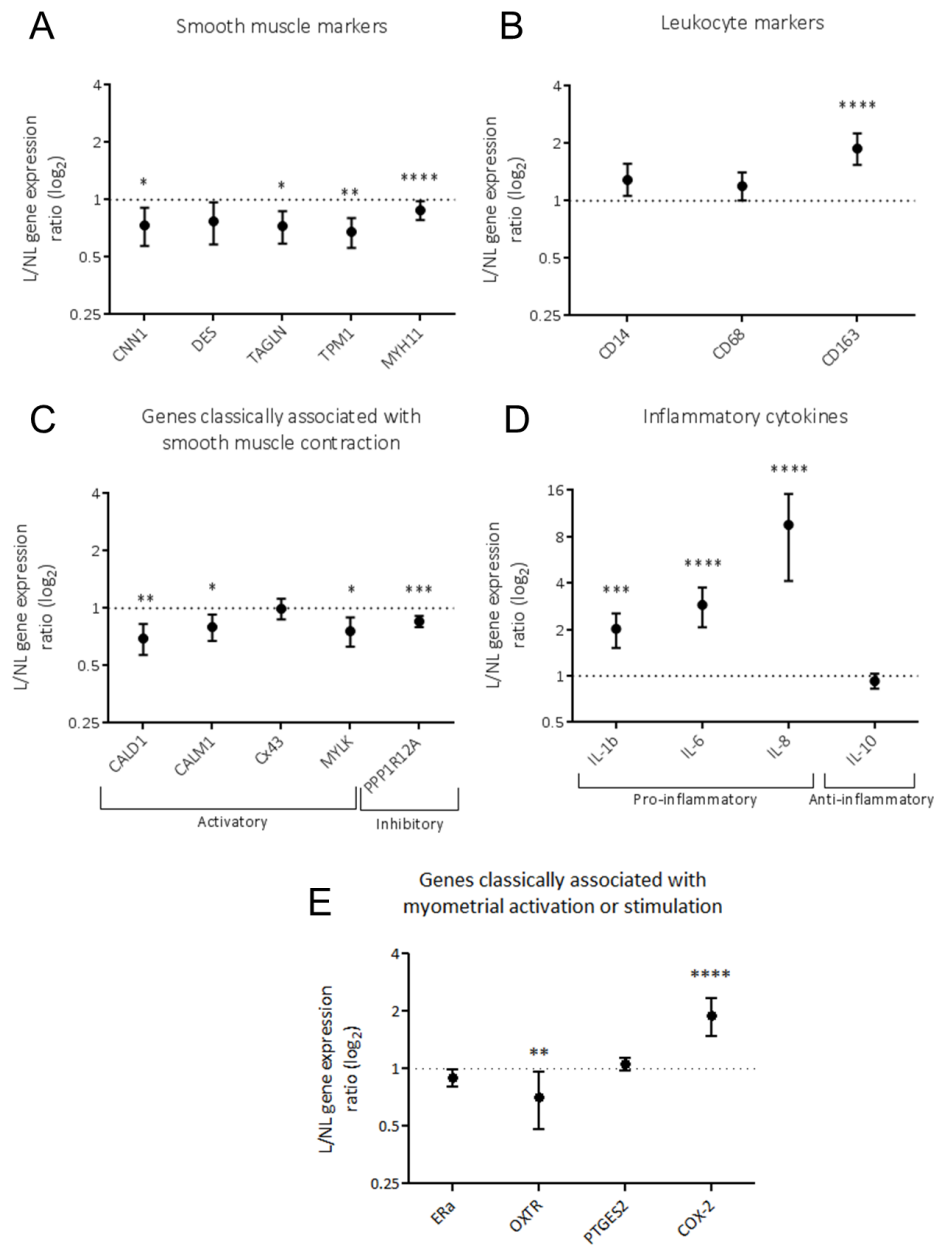 A
Smooth muscle markers
L/NL gene expression
ratio (log2)
4
2
1
0.5
0.25
*
*
**
****
CNN1
DES
TAGLN
TPM1
MYH11
B
Leukocyte markers
L/NL gene expression
ratio (log2)
4
2
1
0.5
0.25
****
CD14
CD68
CD163
C
Genes classically associated with
smooth muscle contraction
L/NL gene expression
ratio (log2)
4
2
1
0.5
0.25
**
*
*
***
CALD1
CALM1
Cx43
MYLK
PPP1R12A
Activatory
Inhibitory
D
Inflammatory cytokines
L/NL gene expression
ratio (log2)
16
8
4
2
1
0.5
***
****
****
IL-1b
IL-6
IL-8
IL-10
Pro-inflammatory
Anti-inflammatory
E
Genes classically associated with
myometrial activation or stimulation
L/NL gene expression
ratio (log2)
4
2
1
0.5
0.25
**
****
ERa
OXTR
PTGES2
COX-2